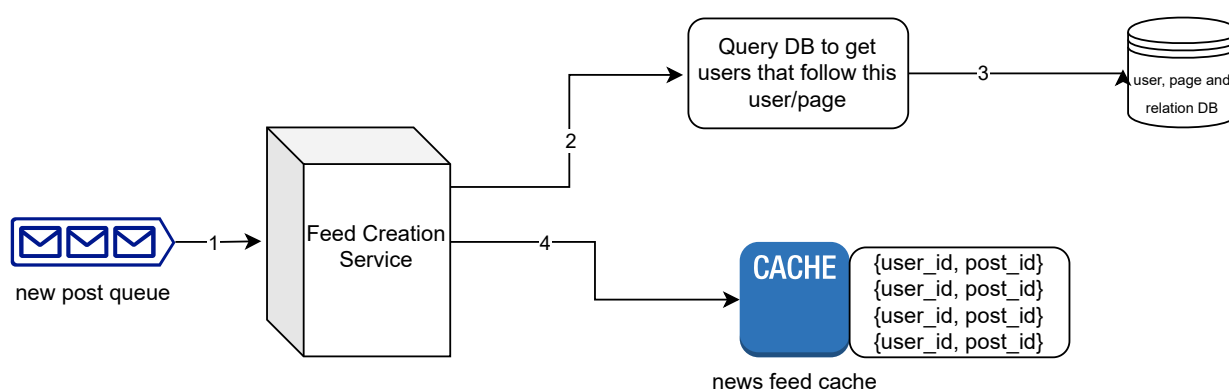 Query DB to get
users that follow this
user/page
3
user, page and
relation DB
2
1
Feed Creation
Service
4
new post queue
CACHE
{user_id, post_id}
{user_id, post_id}
{user_id, post_id}
{user_id, post_id}
news feed cache